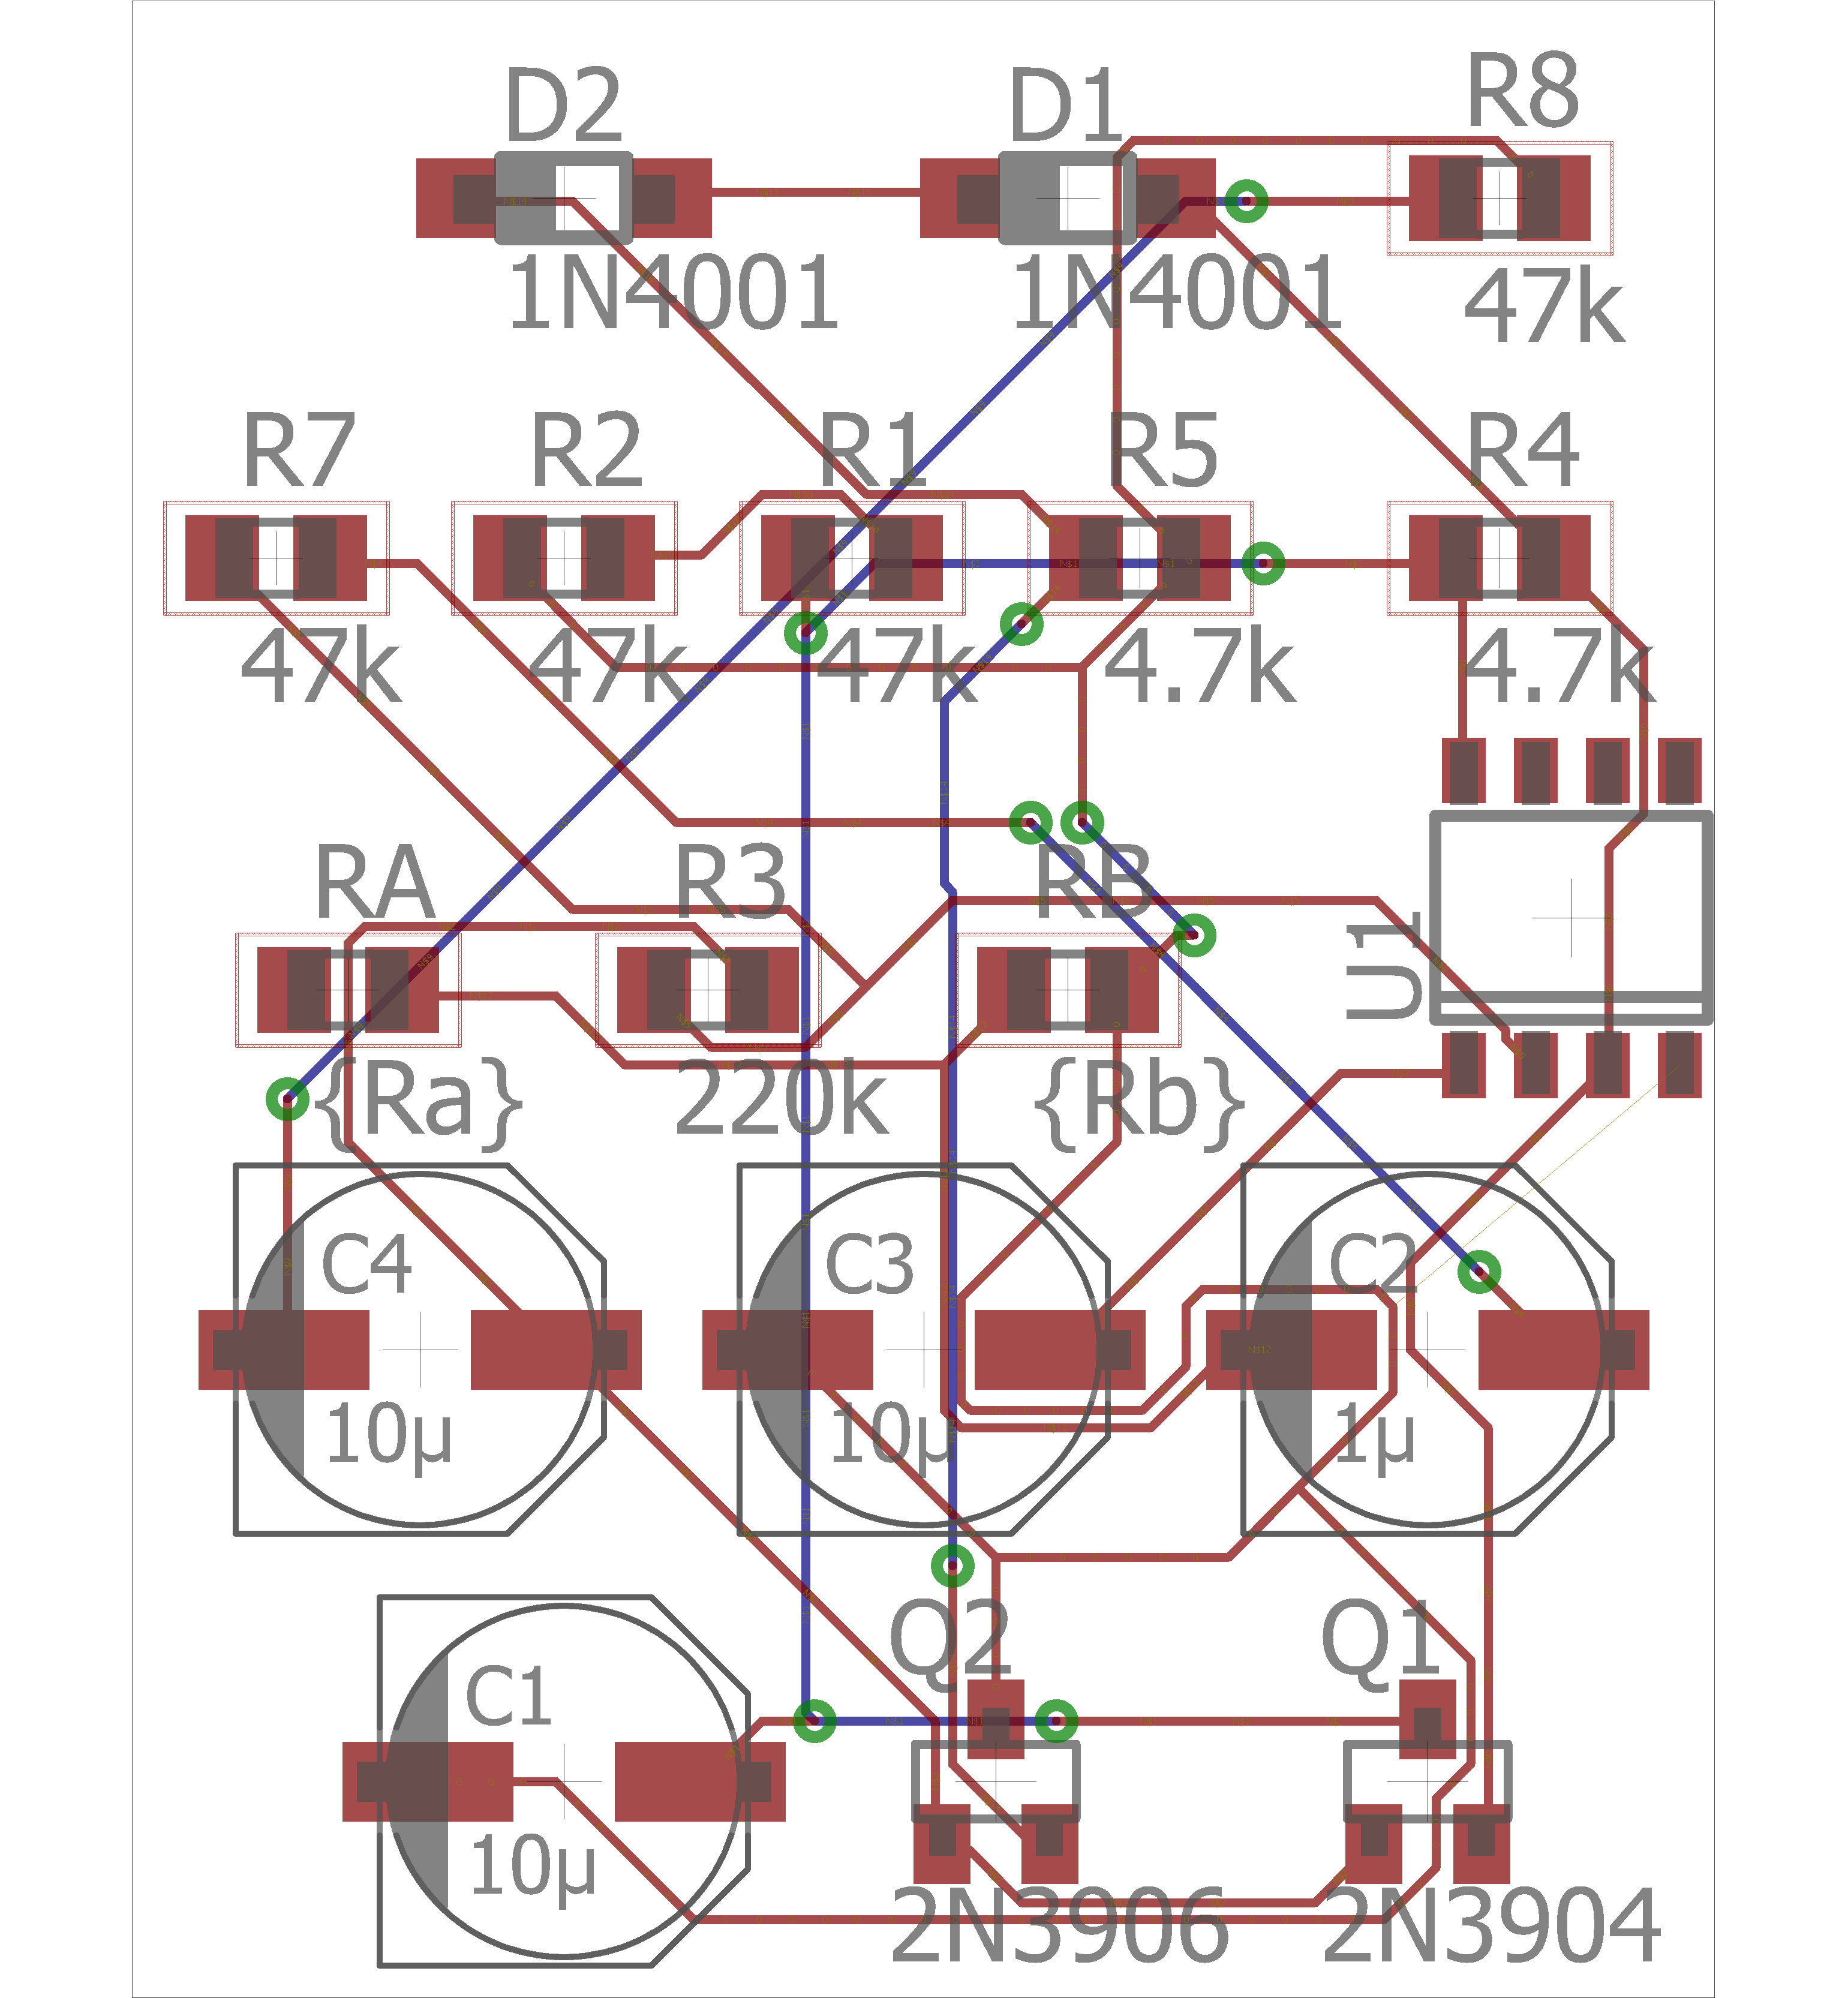 D2 D1 R8
1N4001 1N4001 47k
R7 R2 R1 R5 R4
47k 47k 47k 4.7k 4.7k
RA R3 RB
U1
{Ra} 220k {Rb}
C4 C3 C2
N$12
10µ 10µ 1µ
Q2 Q1
C1
10µ
2N3906 2N3904